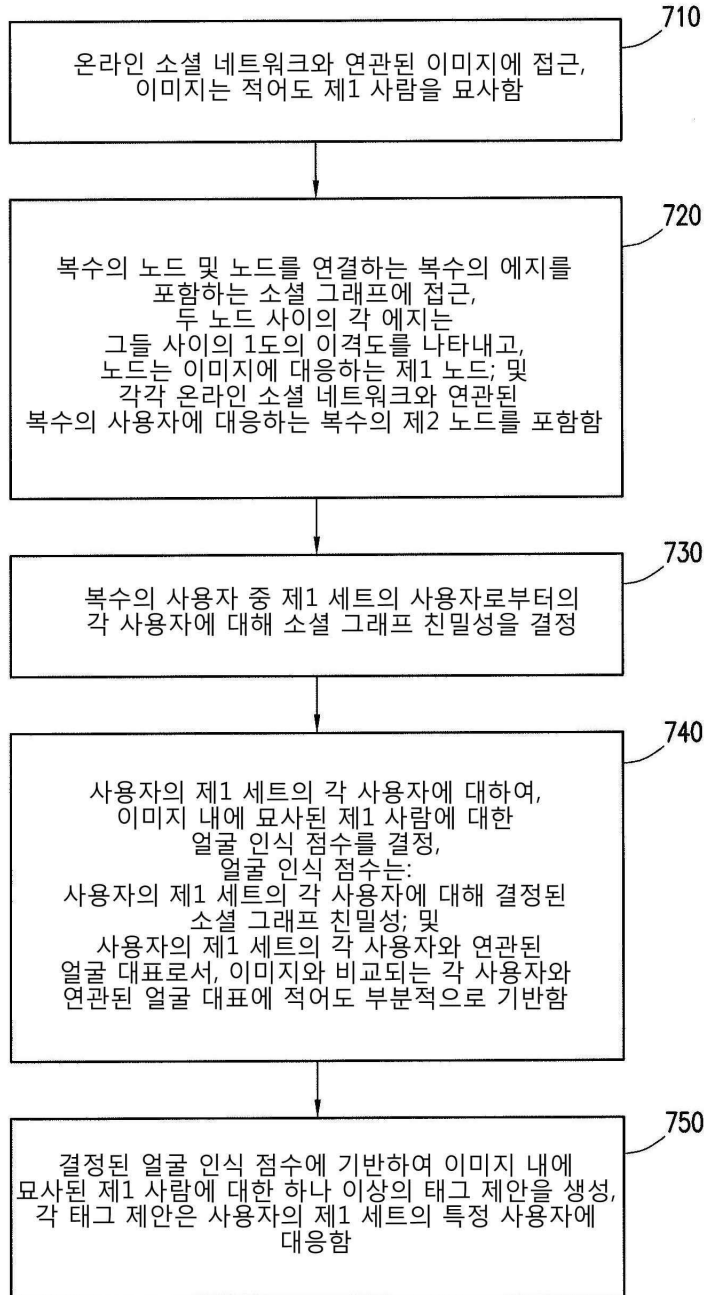 710
온라인 소셜 네트워크와 연관된 이미지에 접근,
이미지는 적어도 제1 사람을 묘사함
720
복수의 노드 및 노드를 연결하는 복수의 에지를
포함하는 소셜 그래프에 접근,
두 노드 사이의 각 에지는
그들 사이의 1도의 이격도를 나타내고,
노드는 이미지에 대응하는 제1 노드; 및
각각 온라인 소셜 네트워크와 연관된
복수의 사용자에 대응하는 복수의 제2 노드를 포함함
730
복수의 사용자 중 제1 세트의 사용자로부터의
각 사용자에 대해 소셜 그래프 친밀성을 결정
740
사용자의 제1 세트의 각 사용자에 대하여,
이미지 내에 묘사된 제1 사람에 대한
얼굴 인식 점수를 결정,
얼굴 인식 점수는:
사용자의 제1 세트의 각 사용자에 대해 결정된
소셜 그래프 친밀성; 및
사용자의 제1 세트의 각 사용자와 연관된
얼굴 대표로서, 이미지와 비교되는 각 사용자와
연관된 얼굴 대표에 적어도 부분적으로 기반함
750
결정된 얼굴 인식 점수에 기반하여 이미지 내에
묘사된 제1 사람에 대한 하나 이상의 태그 제안을 생성,
각 태그 제안은 사용자의 제1 세트의 특정 사용자에
대응함